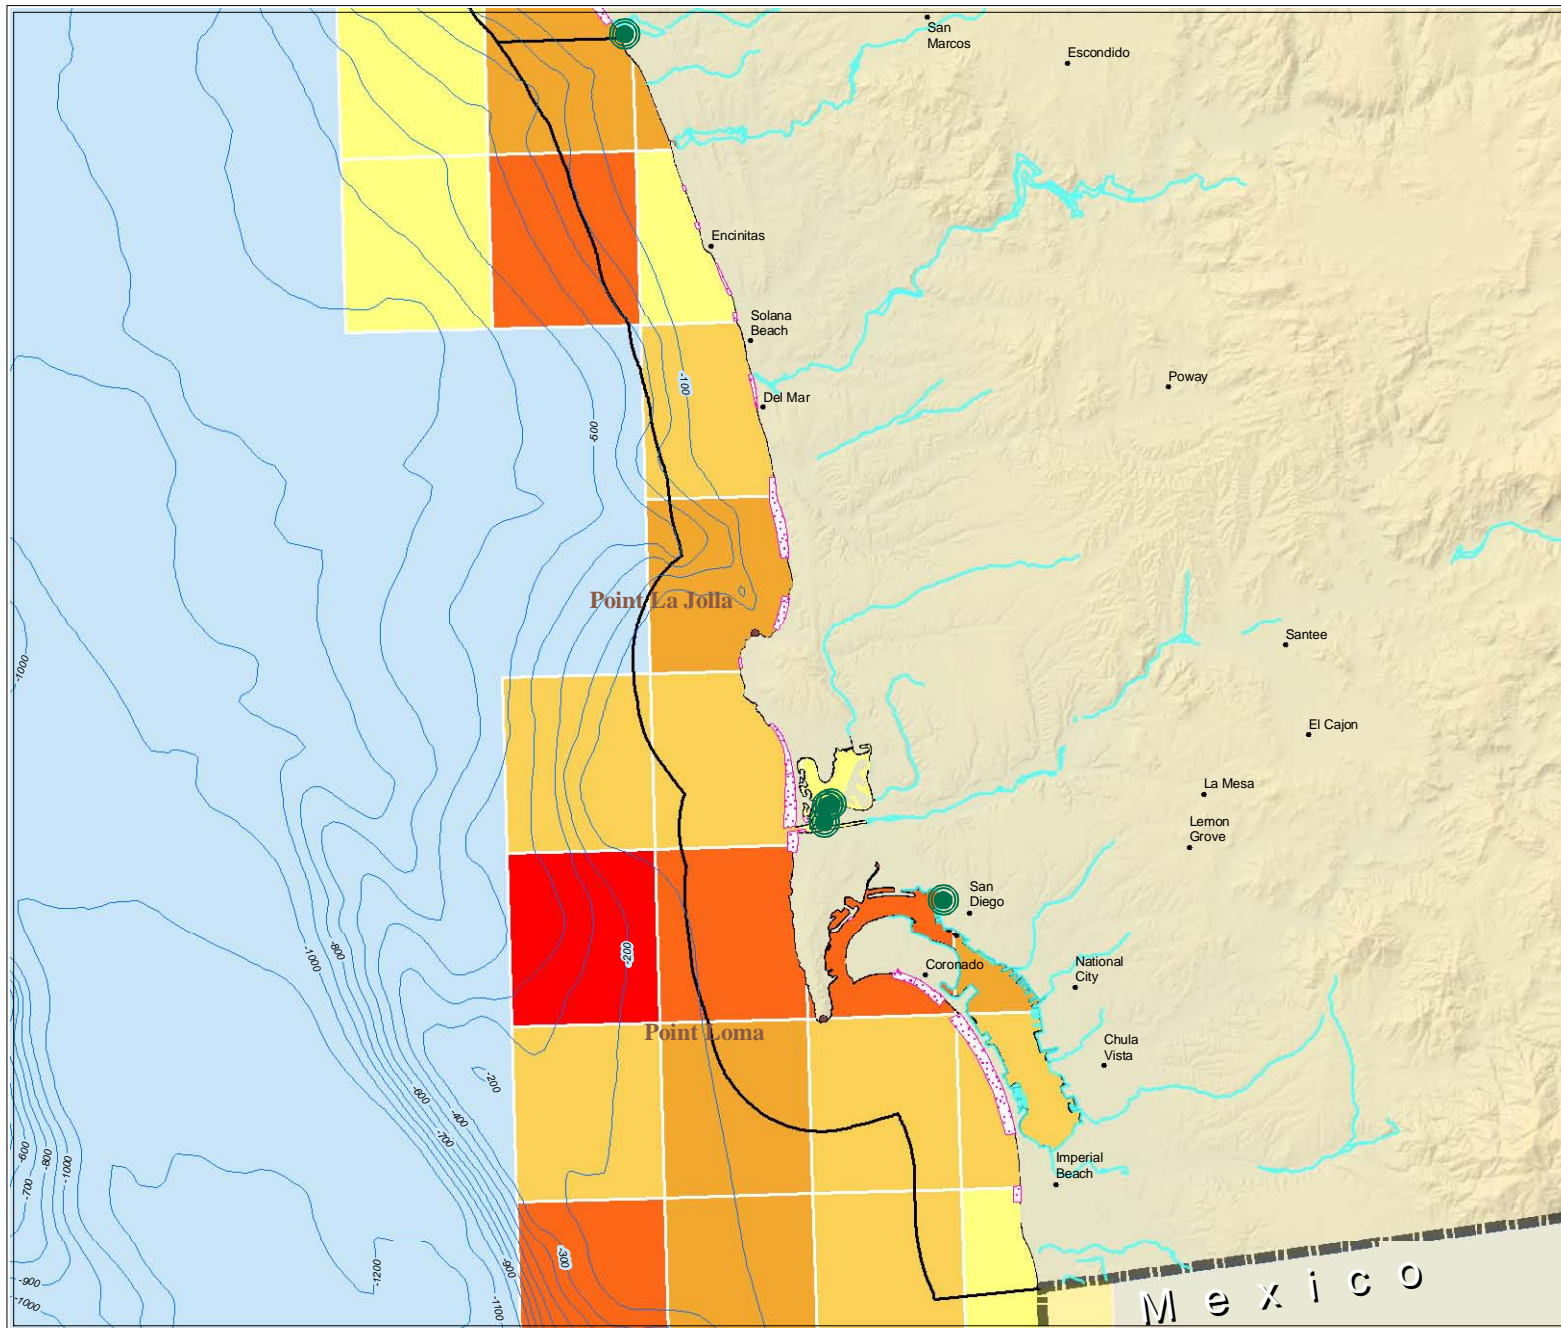 San
Marcos
Escondido
Encinitas
Solana
Beach
Poway
-100
Del Mar
-500
Point La Jolla
Santee
-1000
El Cajon
La Mesa
Lemon
Grove
San
Diego
-800
-1000
-200
Coronado
National
City
Point Loma
Chula
Vista
-200
-600
-400
-700
-600
-800
-1000
-700
Imperial
Beach
-300
-900
-1200
-900
-1000
-1100
Mexico